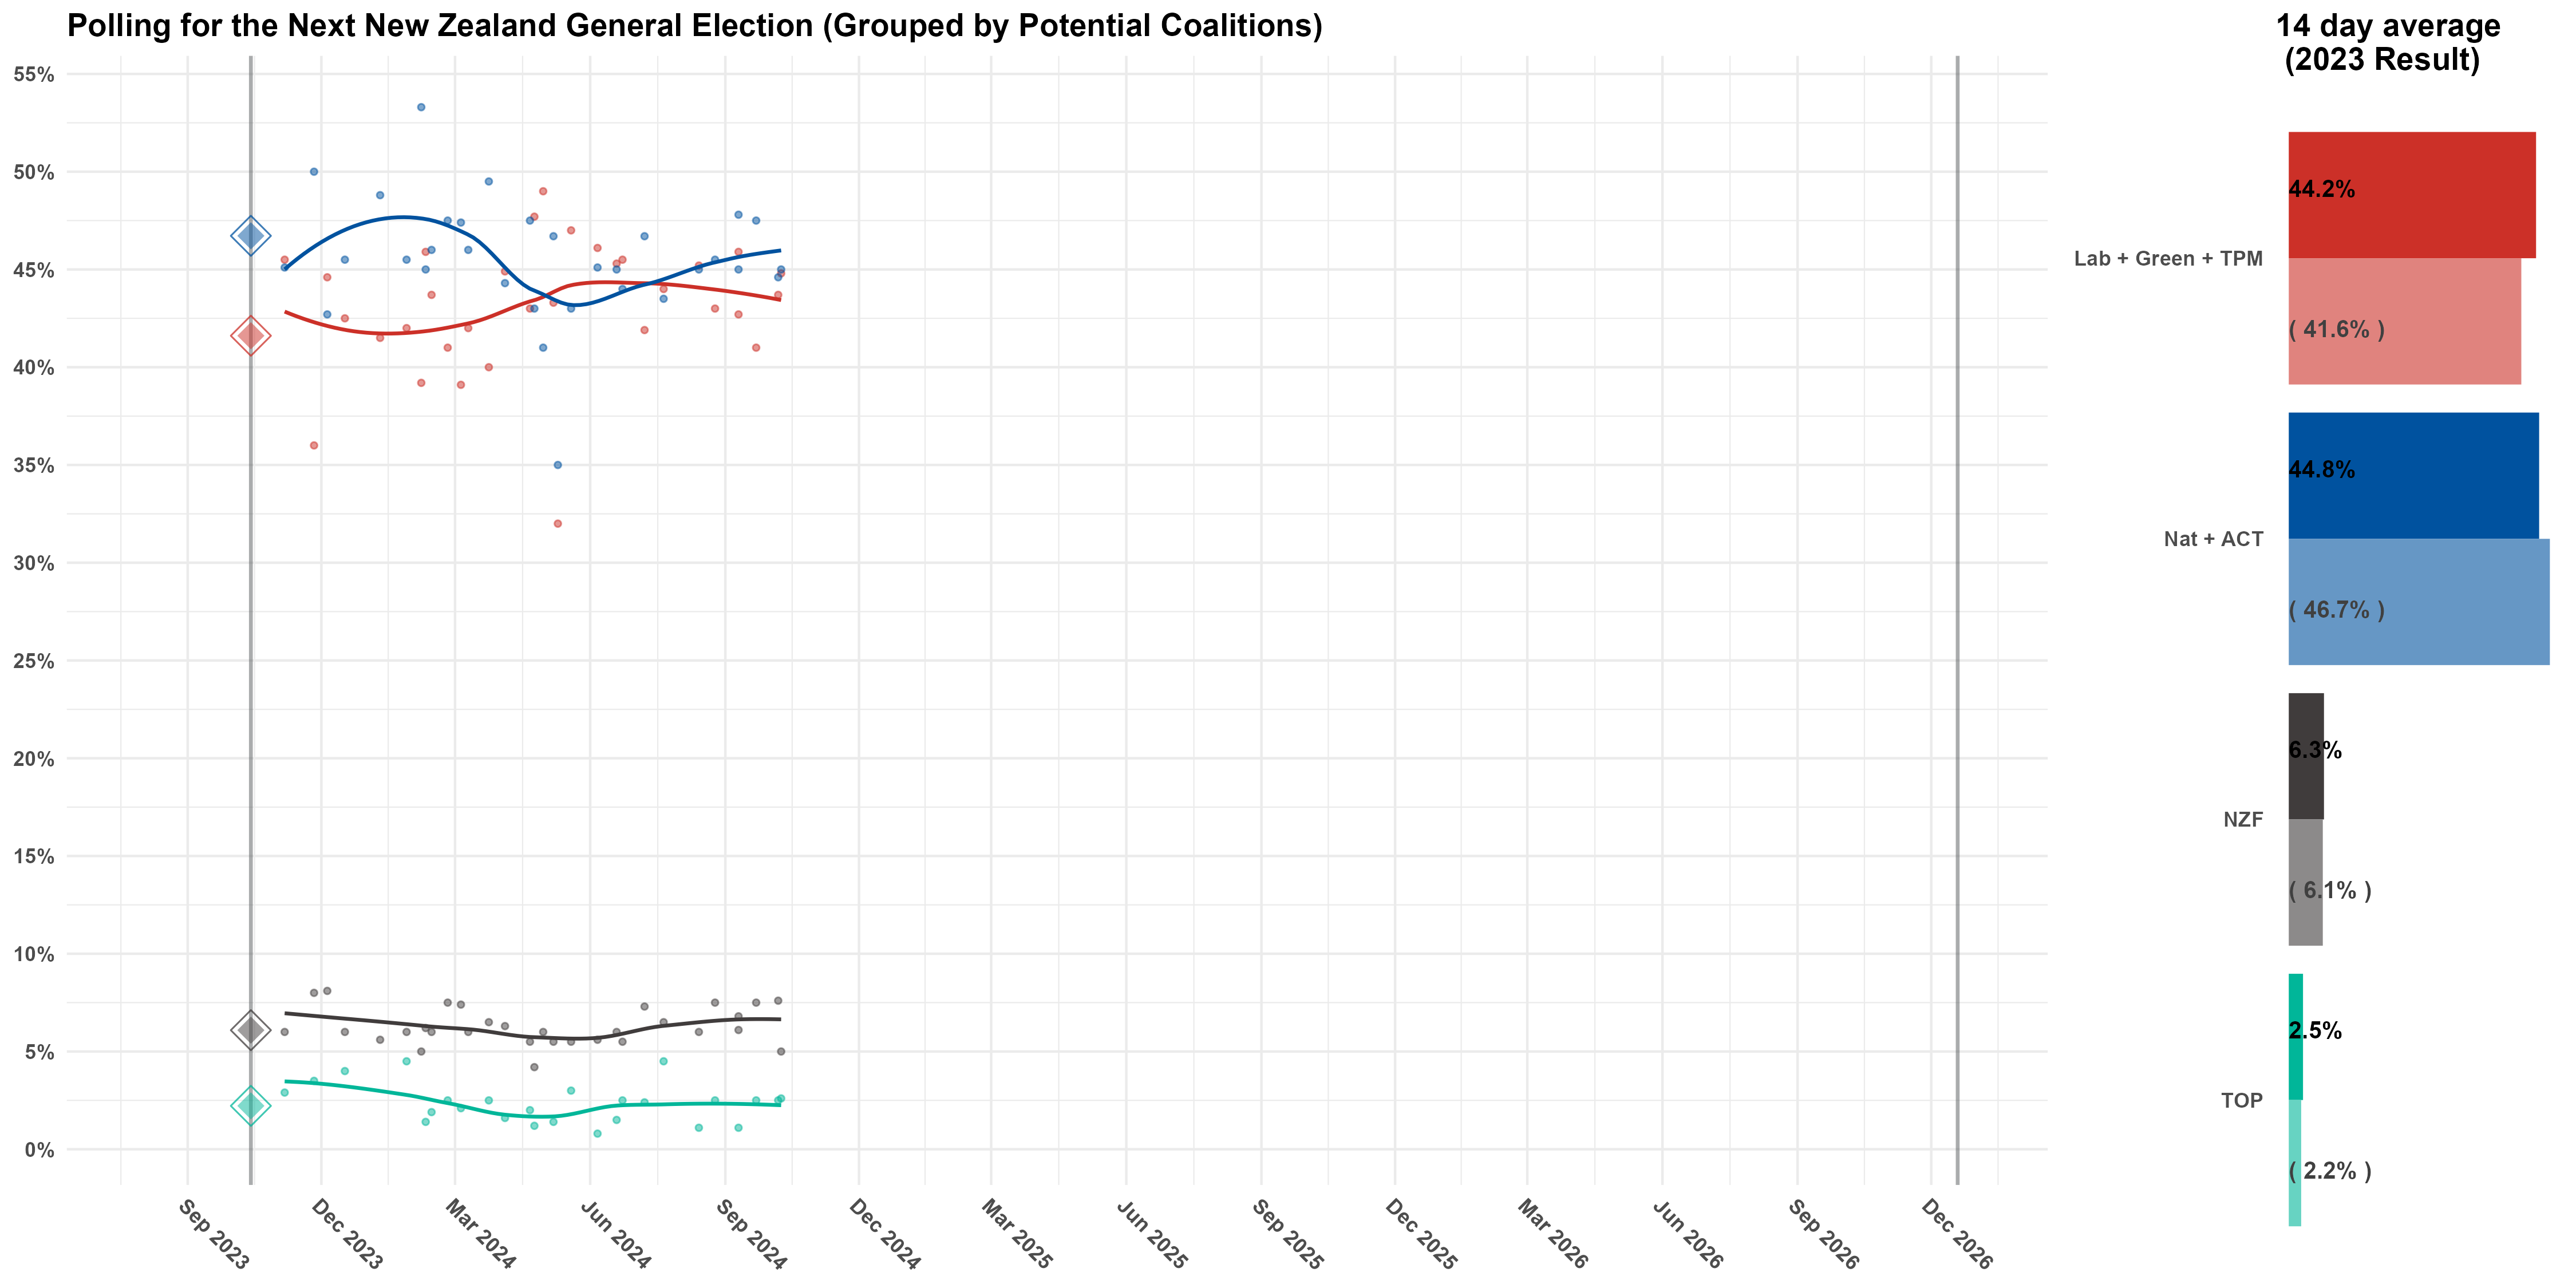 Polling for the Next New Zealand General Election (Grouped by Potential Coalitions)
14 day average
(2023 Result)
55%
50%
45%
40%
35%
30%
25%
20%
15%
10%
5%
0%
Sep 2023
Dec 2023
Mar 2024
Jun 2024
Sep 2024
Dec 2024
Mar 2025
Jun 2025
Sep 2025
Dec 2025
Mar 2026
Jun 2026
Sep 2026
Dec 2026
Lab + Green + TPM
44.2%
( 41.6% )
Nat + ACT
44.8%
( 46.7% )
NZF
6.3%
( 6.1% )
TOP
2.5%
( 2.2% )